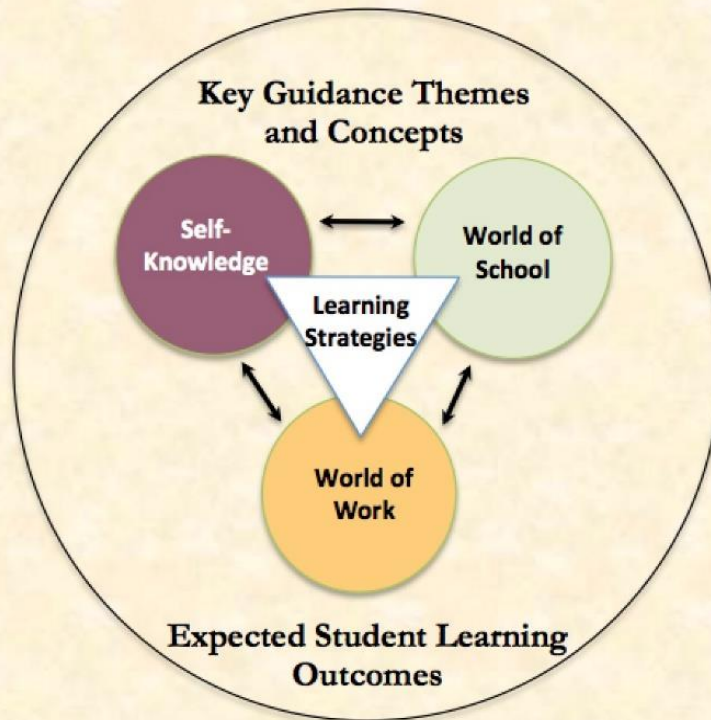 Key Guidance Themes
and Concepts
Self-
Knowledge
World of
School
Learning
Strategies
World of
Work
Expected Student Learning
Outcomes